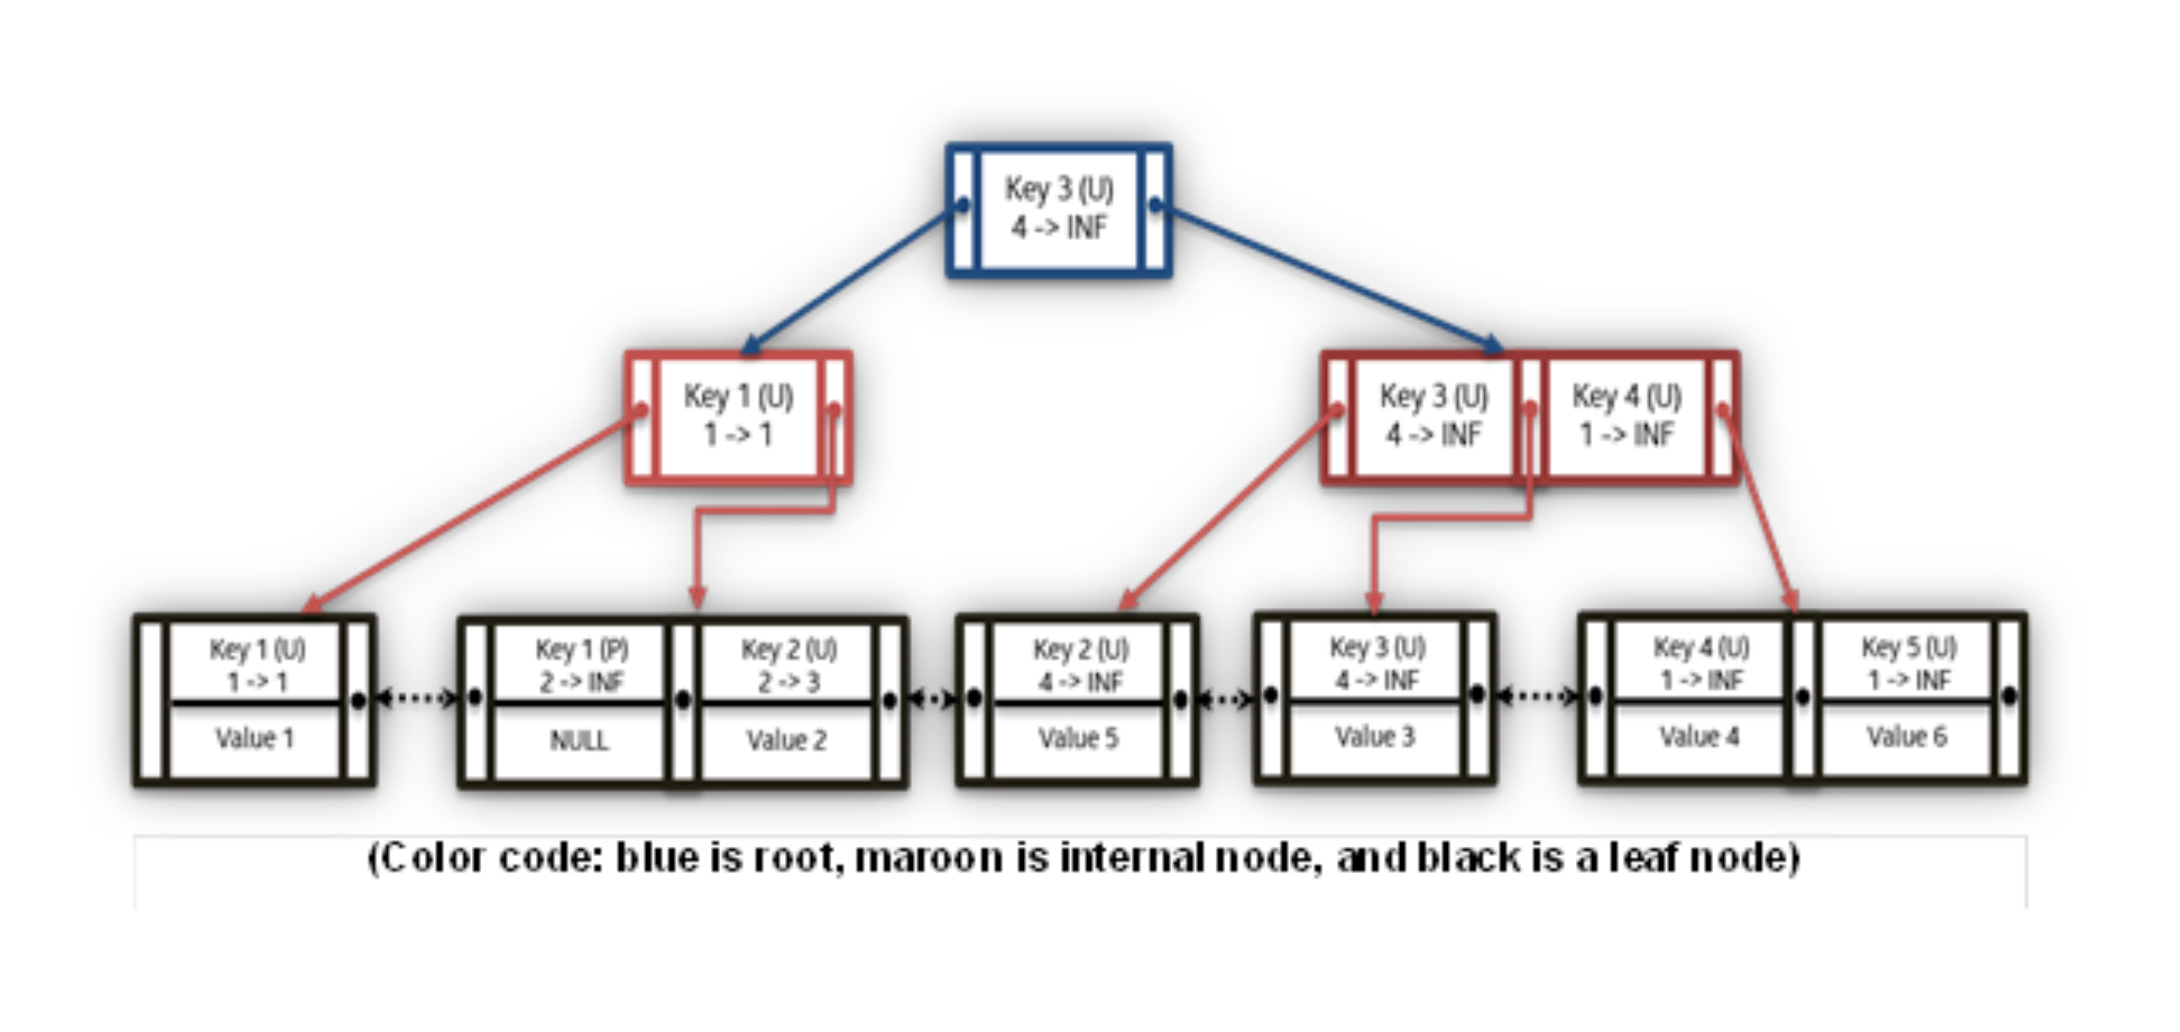 Key 3 (U)
4 -> INF
Key 1 (U)
1 -> 1
Key 3 (U)
4 -> INF
Key 4 (U)
1 -> INF
Key 1 (U)
1 -> 1
Value 1
Key 1 (P)
2 -> INF
NULL
Key 2 (U)
2 -> 3
Value 2
Key 2 (U)
4 -> INF
Value 5
Key 3 (U)
4 -> INF
Value 3
Key 4 (U)
1 -> INF
Value 4
Key 5 (U)
1 -> INF
Value 6
(Color code: blue is root, maroon is internal node, and black is a leaf node)